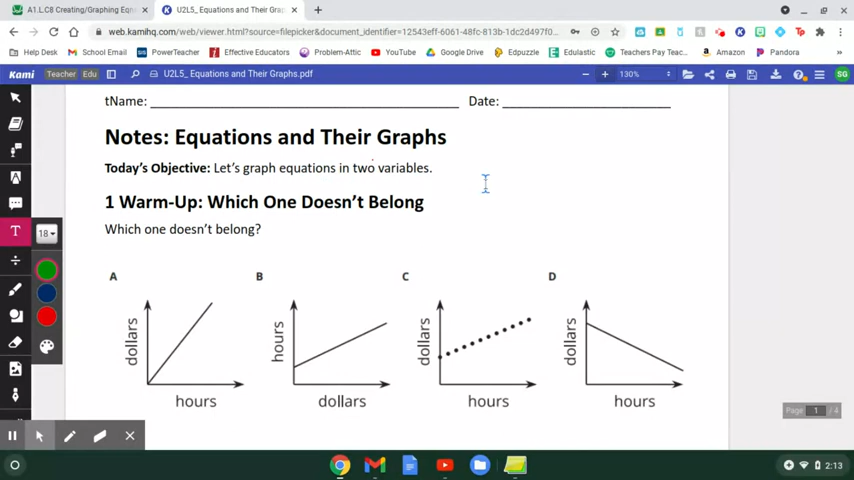 A1.L.C8 Creating/Graphing Equ
U2L5_ Equations and Their Grap
web.kamihq.com/web/viewer.html?source=filepicker&document_identifier=12543eff-6061-48fc-813b-1dc2d497f0...
Help Desk School Email SIS PowerTeacher Effective Educators Problem-Attic YouTube Google Drive Edpuzzle Edulastic Teachers Pay Teac... Amazon Pandora
Kami Teacher Edu U2L5_ Equations and Their Graphs.pdf 130% SG
tName: Date:
Notes: Equations and Their Graphs
Today's Objective: Let's graph equations in two variables.
1 Warm-Up: Which One Doesn't Belong
Which one doesn't belong?
18
A B C D
dollars hours dollars dollars
hours dollars hours hours
Page 1 / 4
2:13